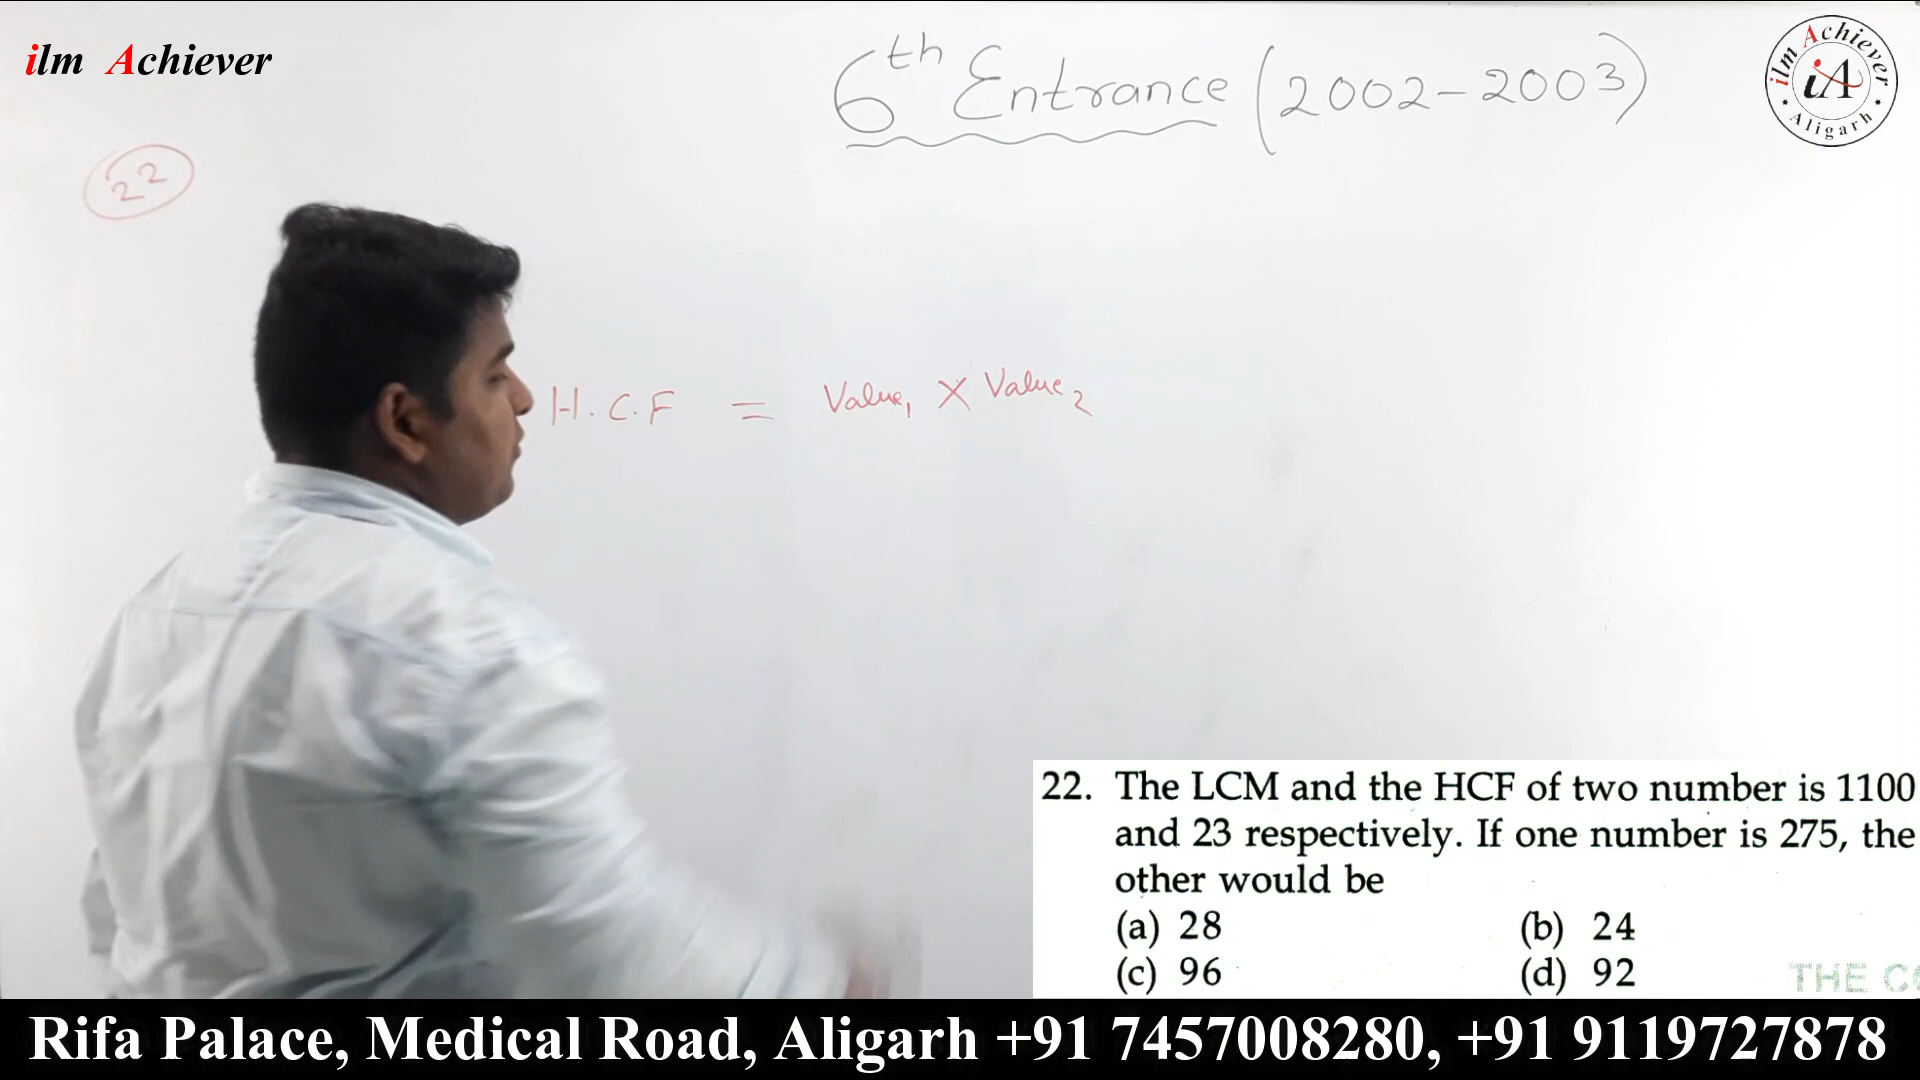 ilm Achiever
6th Entrance (2002-2003)
ilm Achiever
iA
Aligarh
22
H.C.F = Value1 X Value2
22. The LCM and the HCF of two number is 1100
and 23 respectively. If one number is 275, the
other would be
(a) 28 (b) 24
(c) 96 (d) 92
THE
Rifa Palace, Medical Road, Aligarh +91 7457008280, +91 9119727878